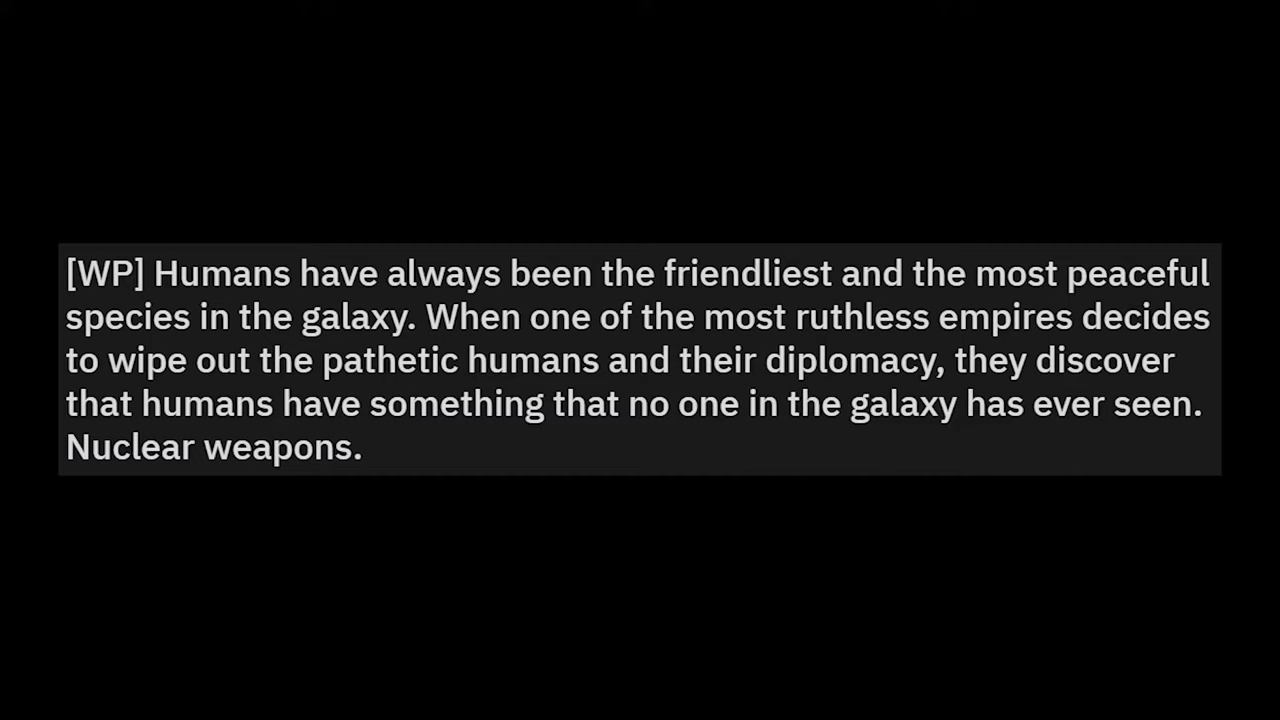 [WP] Humans have always been the friendliest and the most peaceful
species in the galaxy. When one of the most ruthless empires decides
to wipe out the pathetic humans and their diplomacy, they discover
that humans have something that no one in the galaxy has ever seen.
Nuclear weapons.